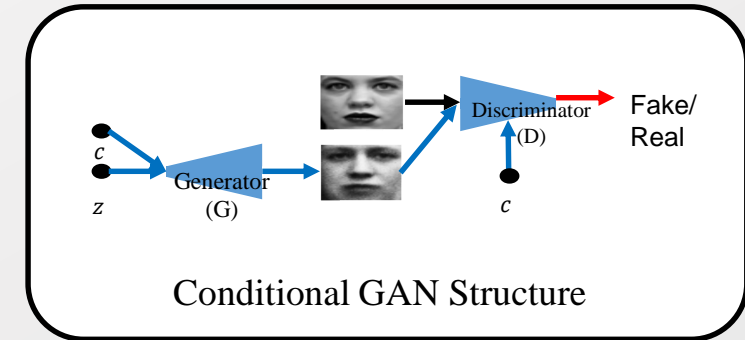 c
z
Generator
(G)
Discriminator
(D)
c
Fake/
Real
Conditional GAN Structure